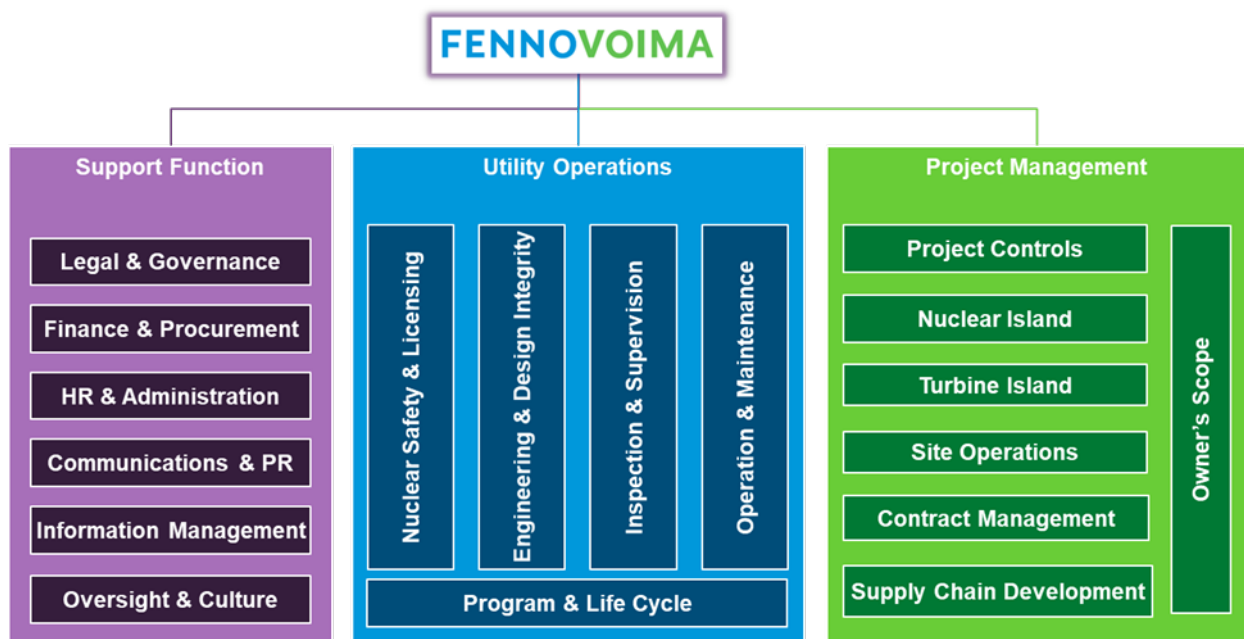 FENNOVOIMA
Support Function
Legal & Governance
Finance & Procurement
HR & Administration
Communications & PR
Information Management
Oversight & Culture
Utility Operations
Nuclear Safety & Licensing
Engineering & Design Integrity
Inspection & Supervision
Operation & Maintenance
Program & Life Cycle
Project Management
Project Controls
Nuclear Island
Turbine Island
Site Operations
Contract Management
Supply Chain Development
Owner’s Scope